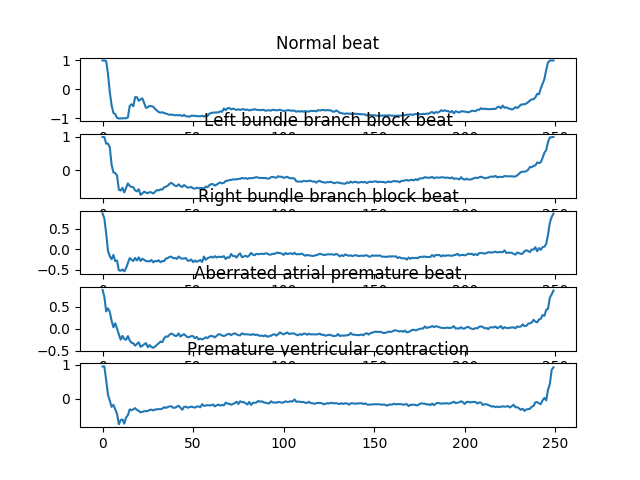 Normal beat
1
−1
Left bundle branch block beat
1
0
Right bundle branch block beat
0.5
0.0
−0.5
Aberrated atrial premature beat
0.5
0.0
−0.5
Premature ventricular contraction
1
0
0 50 100 150 200 250